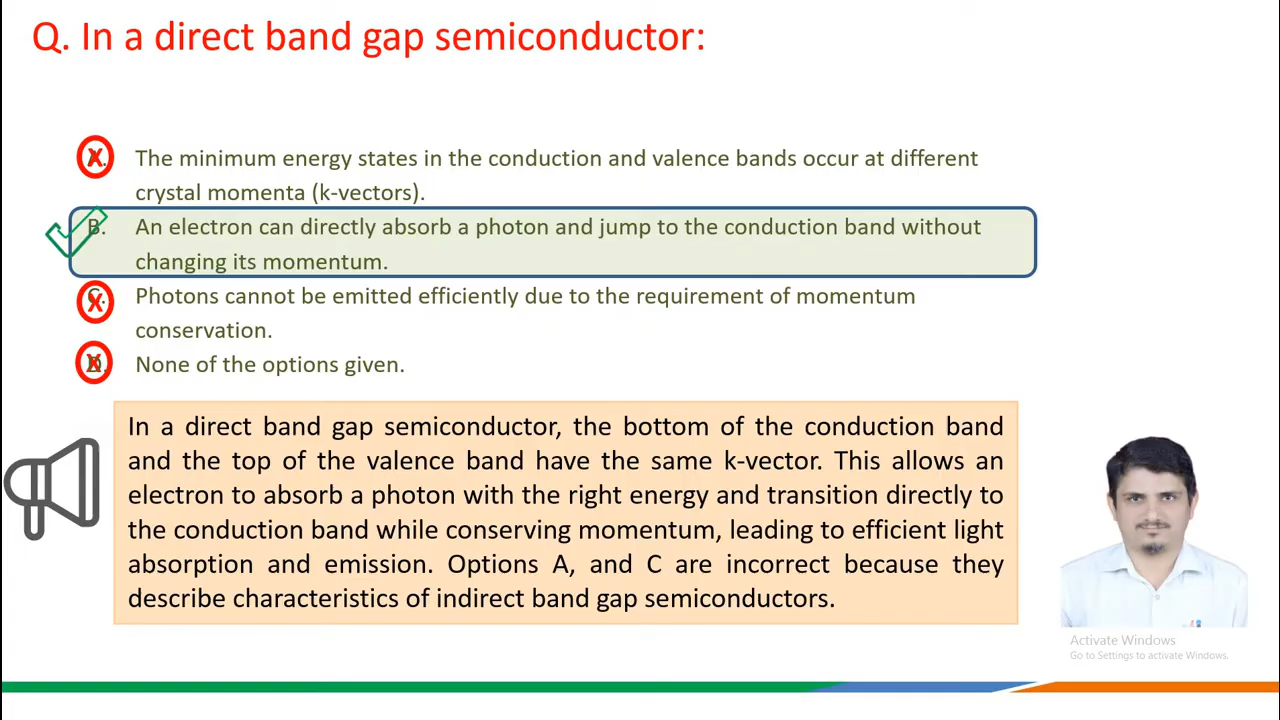 Q. In a direct band gap semiconductor:
A. The minimum energy states in the conduction and valence bands occur at different
crystal momenta (k-vectors).
B. An electron can directly absorb a photon and jump to the conduction band without
changing its momentum.
C. Photons cannot be emitted efficiently due to the requirement of momentum
conservation.
D. None of the options given.
In a direct band gap semiconductor, the bottom of the conduction band
and the top of the valence band have the same k-vector. This allows an
electron to absorb a photon with the right energy and transition directly to
the conduction band while conserving momentum, leading to efficient light
absorption and emission. Options A, and C are incorrect because they
describe characteristics of indirect band gap semiconductors.
Activate Windows
Go to Settings to activate Windows.